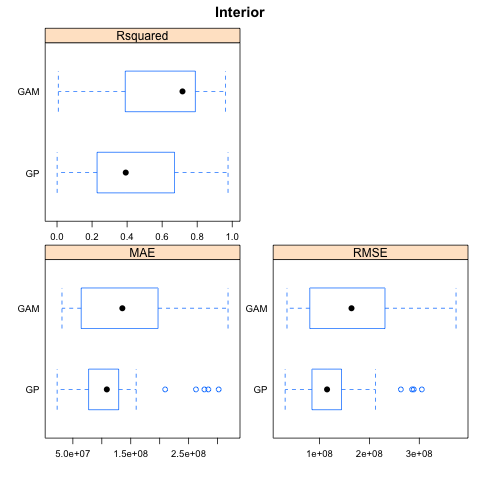 Interior
Rsquared
GAM
GP
0.0 0.2 0.4 0.6 0.8 1.0
MAE RMSE
GAM GAM
GP GP
5.0e+07 1.5e+08 2.5e+08 1e+08 2e+08 3e+08